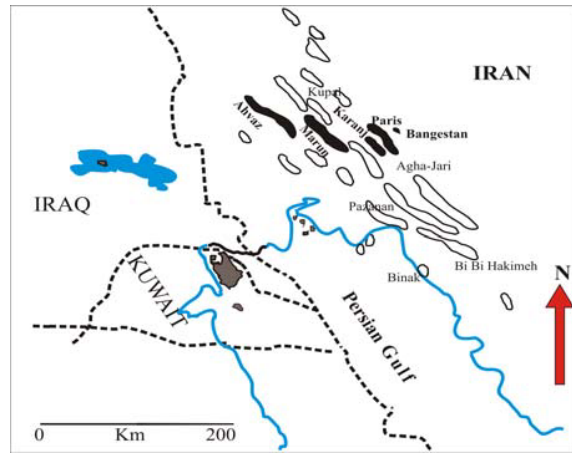 IRAN
Kupal
Ahvaz
Marun
Karanj
Paris
Bangestan
Agha-Jari
IRAQ
Pazanan
KUWAIT
Bi Bi Hakimeh
Binak
N
Persian Gulf
0 Km 200